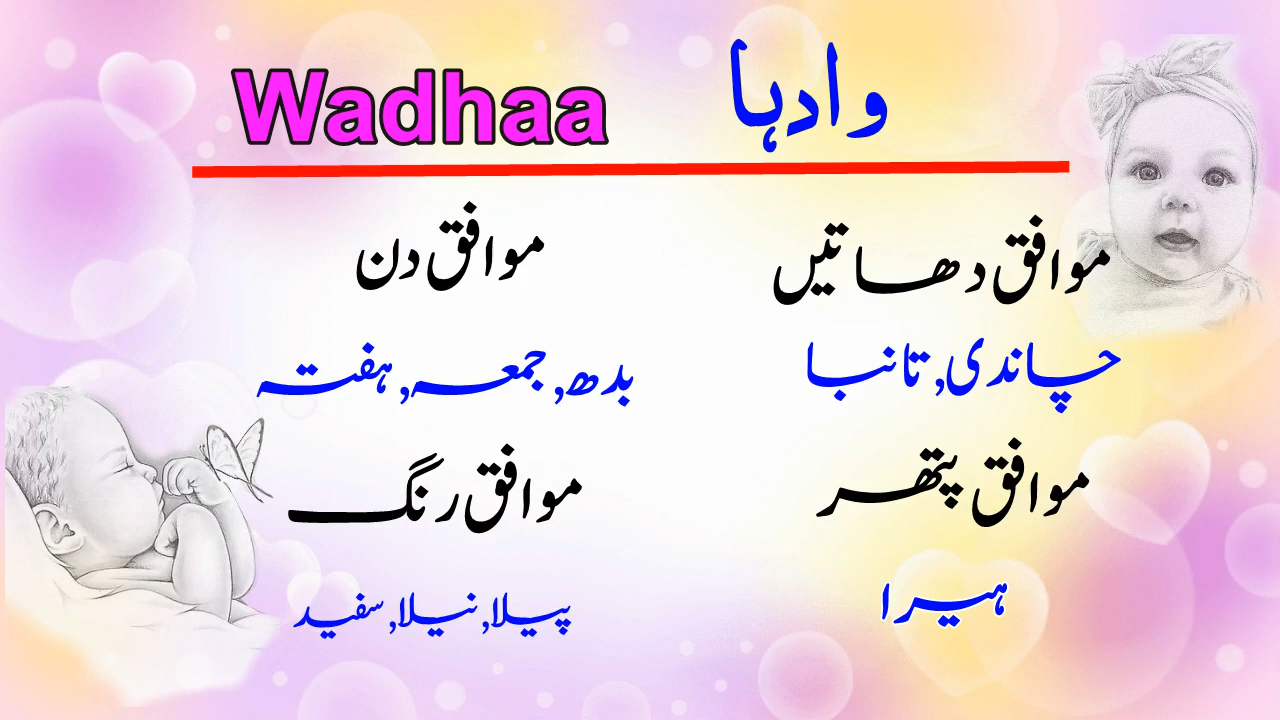 Wadhaa وادہا
موافق دھاتیں موافق دن
چاندی, تانبا بدھ, جمعہ, ہفتہ
موافق پتھر موافق رنگ
ہیرا پیلا, نیلا, سفید